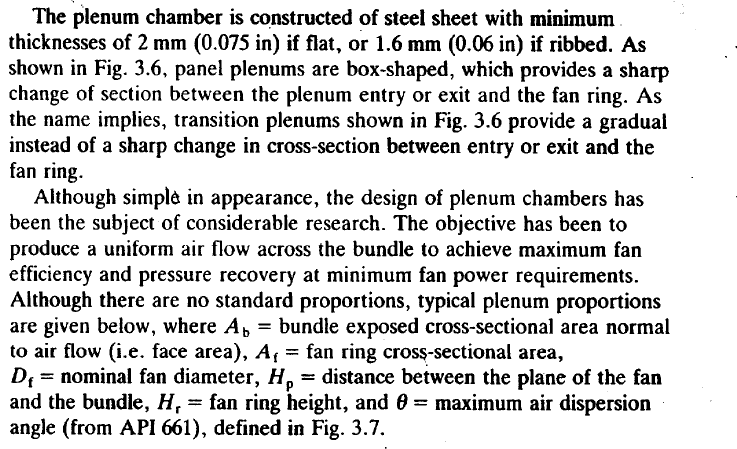 The plenum chamber is constructed of steel sheet with minimum
thicknesses of 2 mm (0.075 in) if flat, or 1.6 mm (0.06 in) if ribbed. As
shown in Fig. 3.6, panel plenums are box-shaped, which provides a sharp
change of section between the plenum entry or exit and the fan ring. As
the name implies, transition plenums shown in Fig. 3.6 provide a gradual
instead of a sharp change in cross-section between entry or exit and the
fan ring.
Although simple in appearance, the design of plenum chambers has
been the subject of considerable research. The objective has been to
produce a uniform air flow across the bundle to achieve maximum fan
efficiency and pressure recovery at minimum fan power requirements.
Although there are no standard proportions, typical plenum proportions
are given below, where A_b = bundle exposed cross-sectional area normal
to air flow (i.e. face area), A_f = fan ring cross-sectional area,
D_f = nominal fan diameter, H_p = distance between the plane of the fan
and the bundle, H_r = fan ring height, and θ = maximum air dispersion
angle (from API 661), defined in Fig. 3.7.